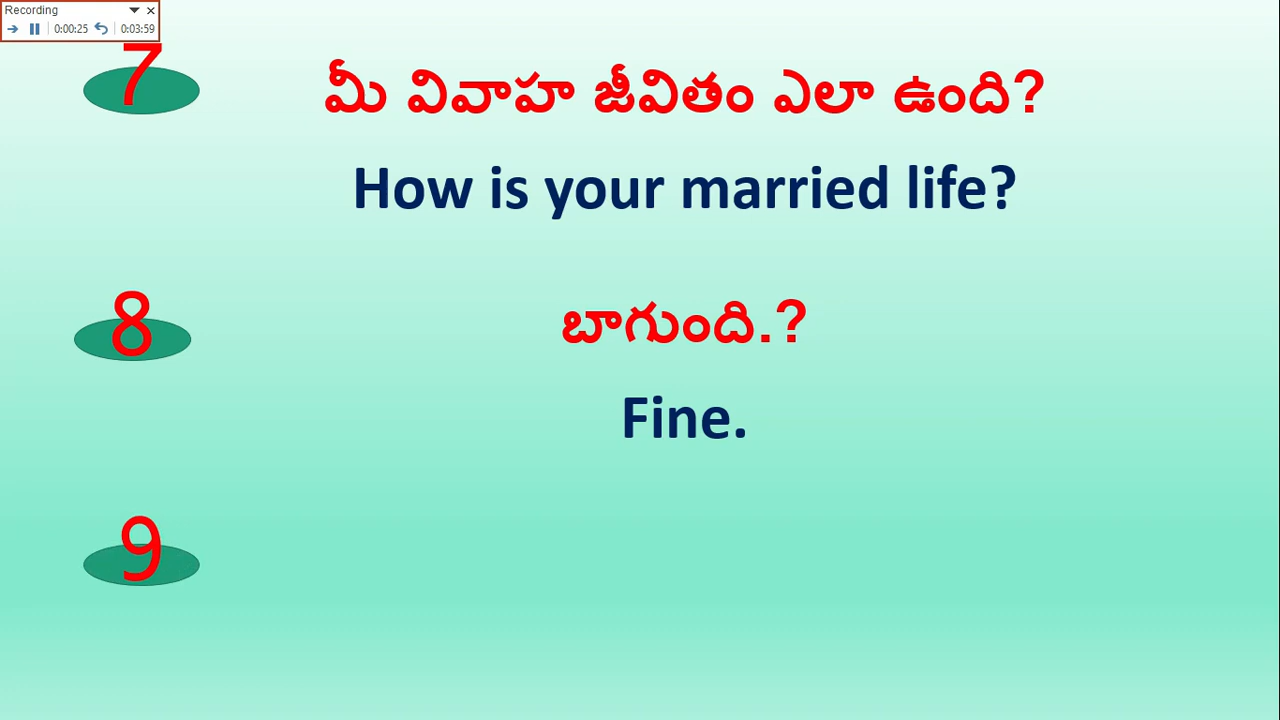 Recording
0:00:25 0:03:59
7
మీ వివాహ జీవితం ఎలా ఉంది?
How is your married life?
8
బాగుంది.?
Fine.
9